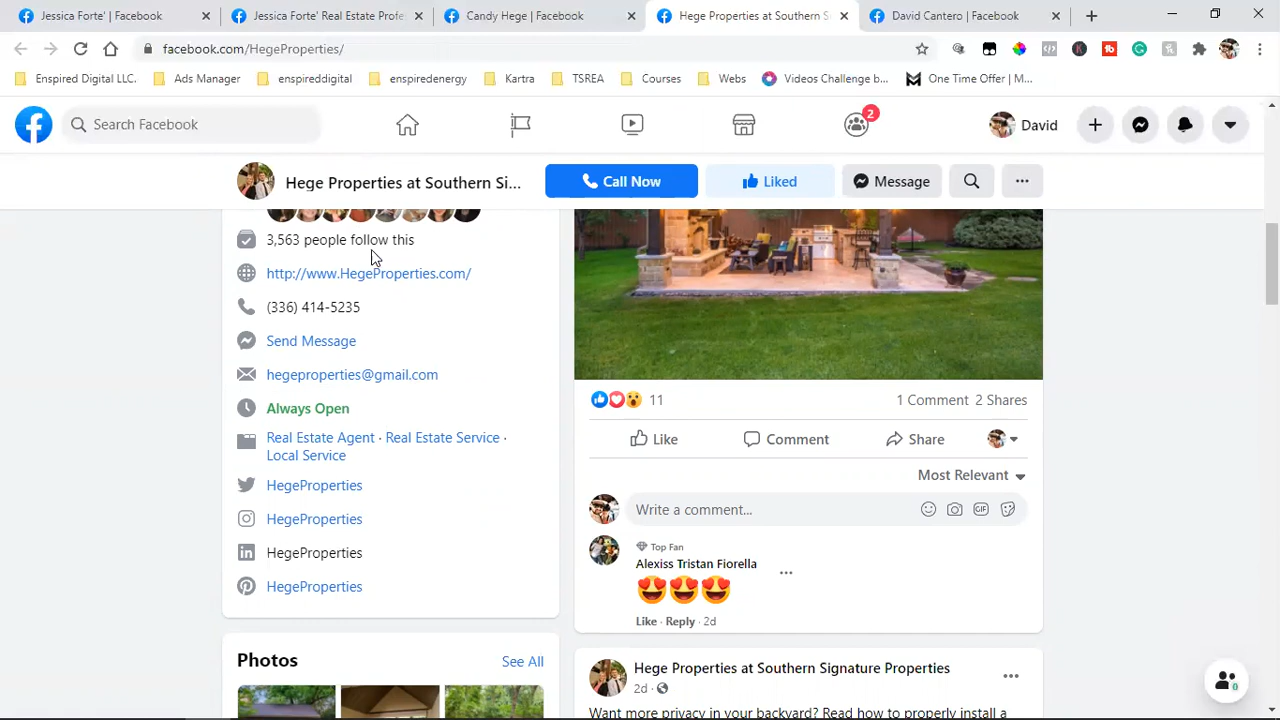 Jessica Forte' | Facebook
Jessica Forte' Real Estate Profe
Candy Hege | Facebook
Hege Properties at Southern S
David Cantero | Facebook
facebook.com/HegeProperties/
Enspired Digital LLC.
Ads Manager
enspireddigital
enspiredenergy
Kartra
TSREA
Courses
Webs
Videos Challenge b...
One Time Offer | M...
Search Facebook
2
David
Hege Properties at Southern Si...
Call Now
Liked
Message
3,563 people follow this
http://www.HegeProperties.com/
(336) 414-5235
Send Message
hegeproperties@gmail.com
Always Open
Real Estate Agent · Real Estate Service ·
Local Service
HegeProperties
HegeProperties
HegeProperties
HegeProperties
Photos
See All
11
1 Comment 2 Shares
Like
Comment
Share
Most Relevant
Write a comment...
GIF
Top Fan
Alexiss Tristan Fiorella
😍😍😍
Like · Reply · 2d
Hege Properties at Southern Signature Properties
2d ·
Want more privacy in your backyard? Read how to properly install a
0